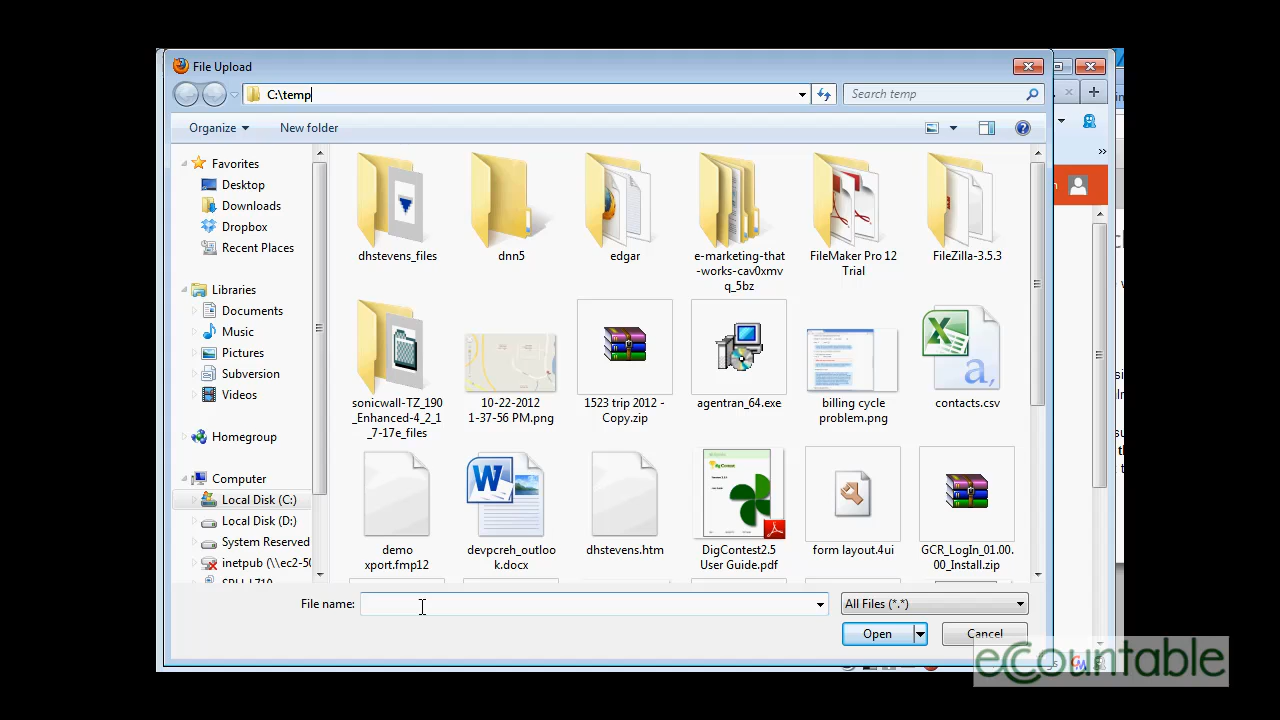 File Upload
C:\temp
Search temp
Organize
New folder
Favorites
Desktop
Downloads
Dropbox
Recent Places
Libraries
Documents
Music
Pictures
Subversion
Videos
Homegroup
Computer
Local Disk (C:)
Local Disk (D:)
System Reserved
inetpub (\\ec2-50
dhstevens_files
dnn5
edgar
e-marketing-that
-works-cav0xmv
q_5bz
FileMaker Pro 12
Trial
FileZilla-3.5.3
sonicwall-TZ_190
_Enhanced-4_2_1
_7-17e_files
10-22-2012
1-37-56 PM.png
1523 trip 2012 -
Copy.zip
agentran_64.exe
billing cycle
problem.png
contacts.csv
demo
xport.fmp12
devpcreh_outloo
k.docx
dhstevens.htm
DigContest2.5
User Guide.pdf
form layout.4ui
GCR_LogIn_01.00.
00_Install.zip
File name:
All Files (*.*)
Open
Cancel
eccountable